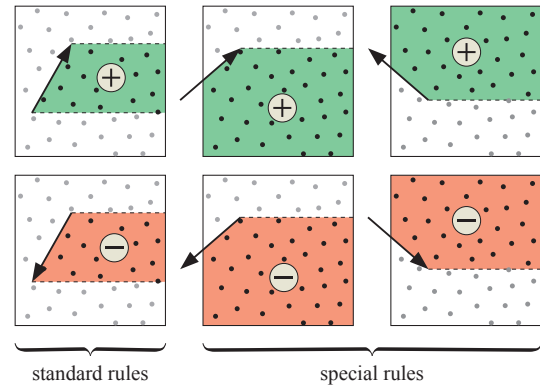 + + +
− − −
standard rules special rules